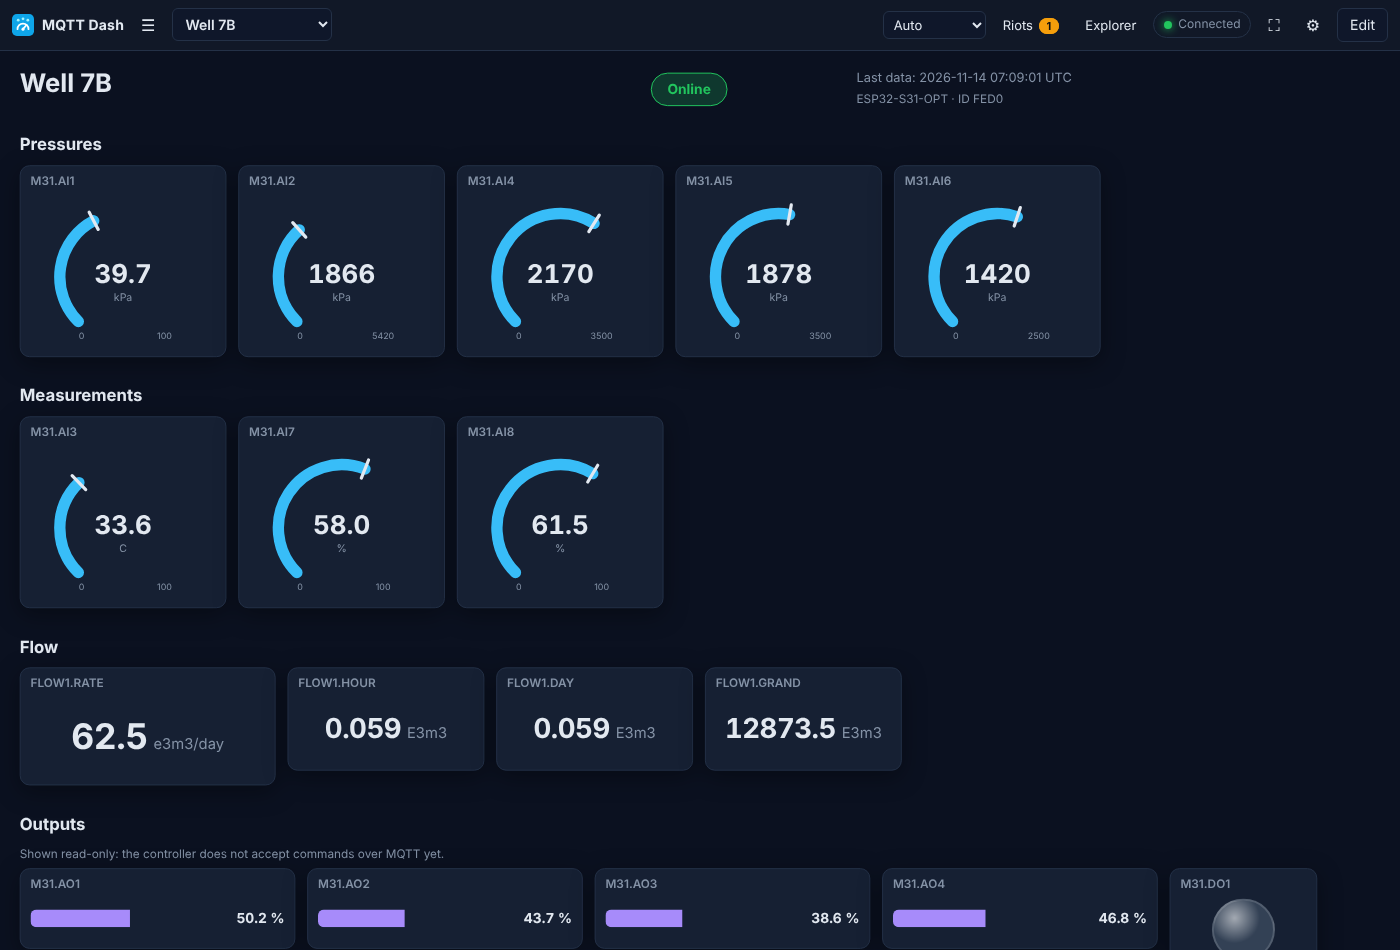 MQTT Dash ☰ Well 7B Auto Riots 1 Explorer Connected Edit
Well 7B
Online
Last data: 2026-11-14 07:09:01 UTC
ESP32-S31-OPT · ID FED0
Pressures
M31.AI1 M31.AI2 M31.AI4 M31.AI5 M31.AI6
39.7 1866 2170 1878 1420
kPa kPa kPa kPa kPa
0 100 0 5420 0 3500 0 3500 0 2500
Measurements
M31.AI3 M31.AI7 M31.AI8
33.6 58.0 61.5
C % %
0 100 0 100 0 100
Flow
FLOW1.RATE FLOW1.HOUR FLOW1.DAY FLOW1.GRAND
62.5 e3m3/day 0.059 E3m3 0.059 E3m3 12873.5 E3m3
Outputs
Shown read-only: the controller does not accept commands over MQTT yet.
M31.AO1 M31.AO2 M31.AO3 M31.AO4 M31.DO1
50.2 % 43.7 % 38.6 % 46.8 %